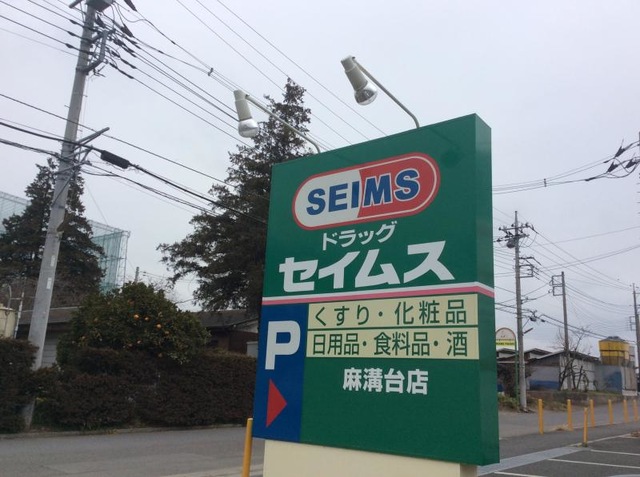 SEIMS
ドラッグ
セイムス
P
くすり・化粧品
日用品・食料品・酒
麻溝台店